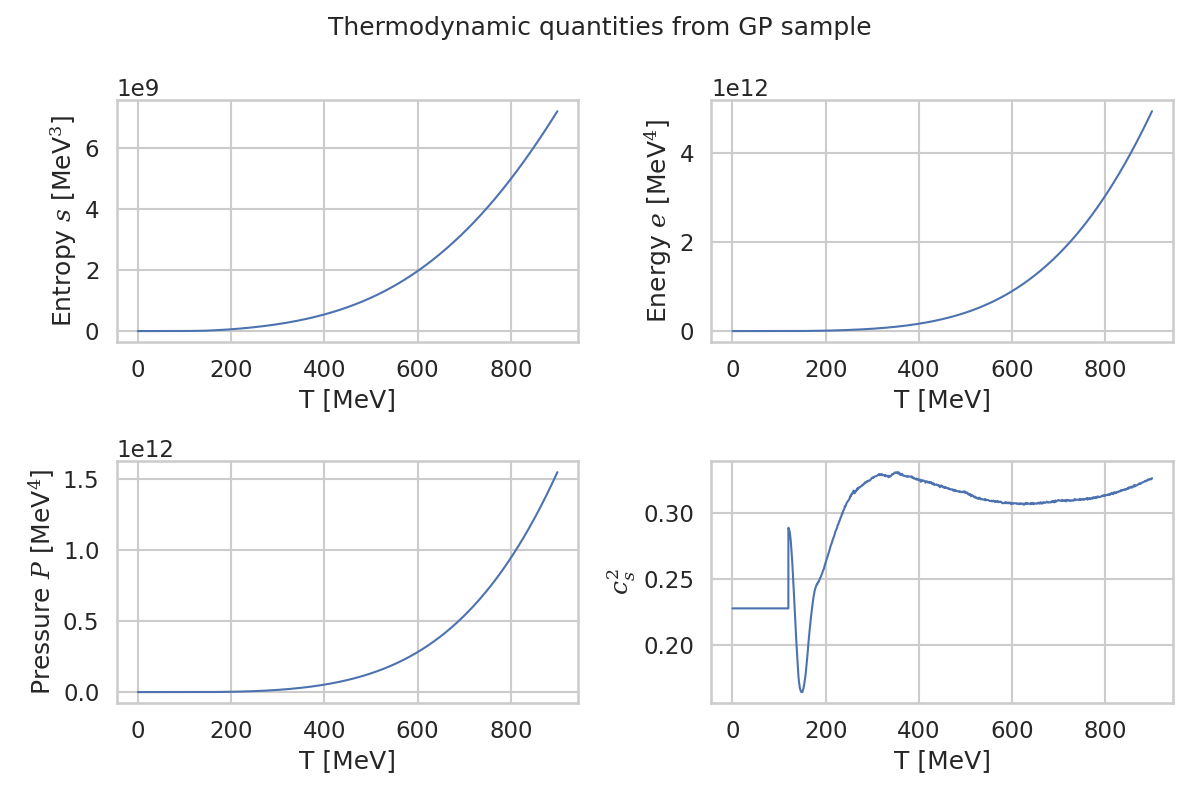 Thermodynamic quantities from GP sample
1e9
Entropy s [MeV³]
6
4
2
0
0 200 400 600 800
T [MeV]
1e12
Energy e [MeV⁴]
4
2
0
0 200 400 600 800
T [MeV]
1e12
Pressure P [MeV⁴]
1.5
1.0
0.5
0.0
0 200 400 600 800
T [MeV]
c_s²
0.30
0.25
0.20
0 200 400 600 800
T [MeV]